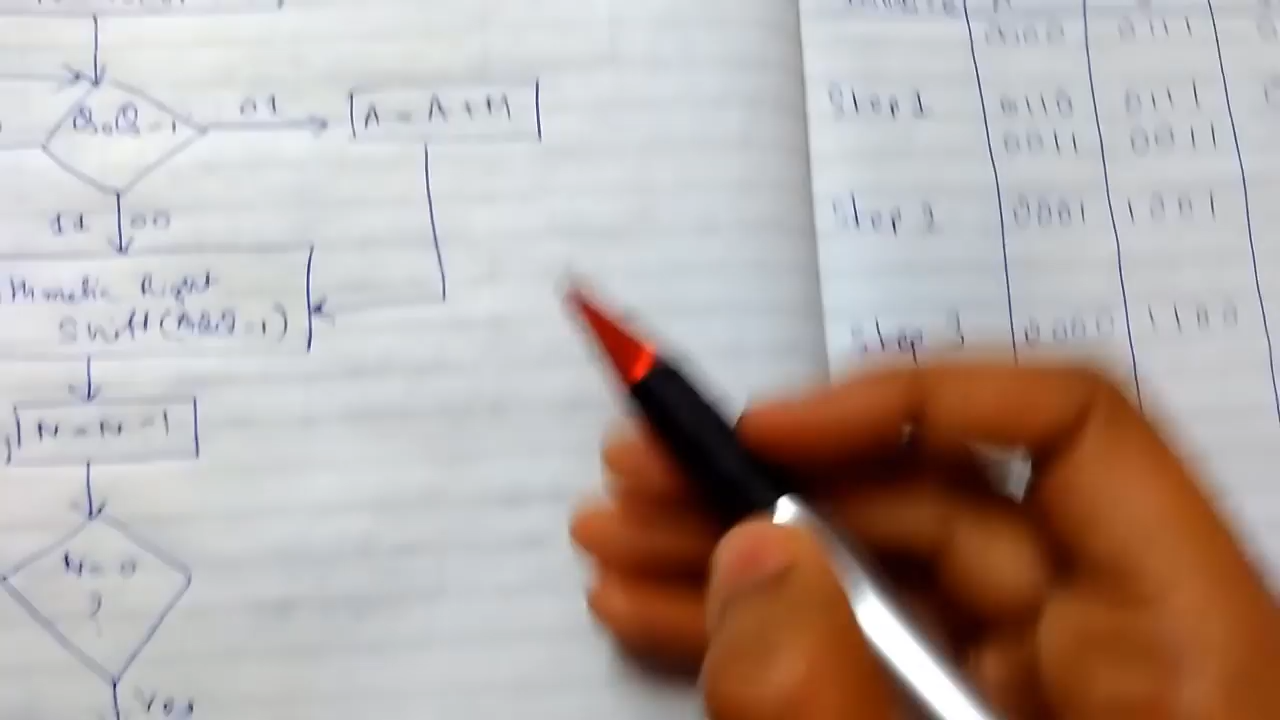 Q₀Q-1
01
A = A + M
11
00
Right
Shift (AQQ-1)
N = N - 1
N = 0
?
Yes
0111
Step 1 0110 0111
0011 0011
Step 2 0001 1001
Step 3 0000 1100